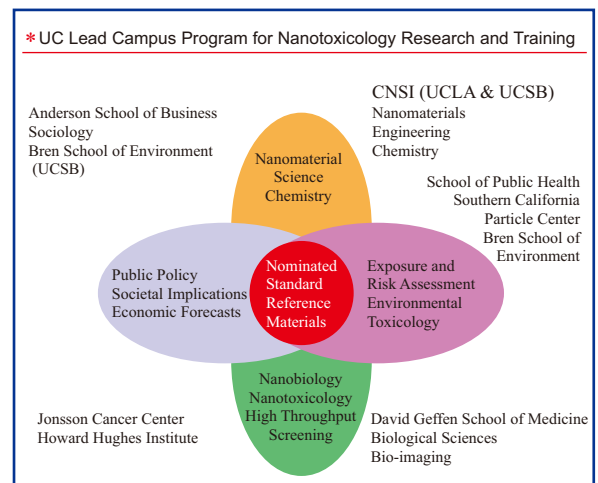 * UC Lead Campus Program for Nanotoxicology Research and Training
Anderson School of Business
Sociology
Bren School of Environment
(UCSB)
CNSI (UCLA & UCSB)
Nanomaterials
Engineering
Chemistry
Nanomaterial
Science
Chemistry
School of Public Health
Southern California
Particle Center
Bren School of
Environment
Public Policy
Societal Implications
Economic Forecasts
Nominated
Standard
Reference
Materials
Exposure and
Risk Assessment
Environmental
Toxicology
Nanobiology
Nanotoxicology
High Throughput
Screening
Jonsson Cancer Center
Howard Hughes Institute
David Geffen School of Medicine
Biological Sciences
Bio-imaging